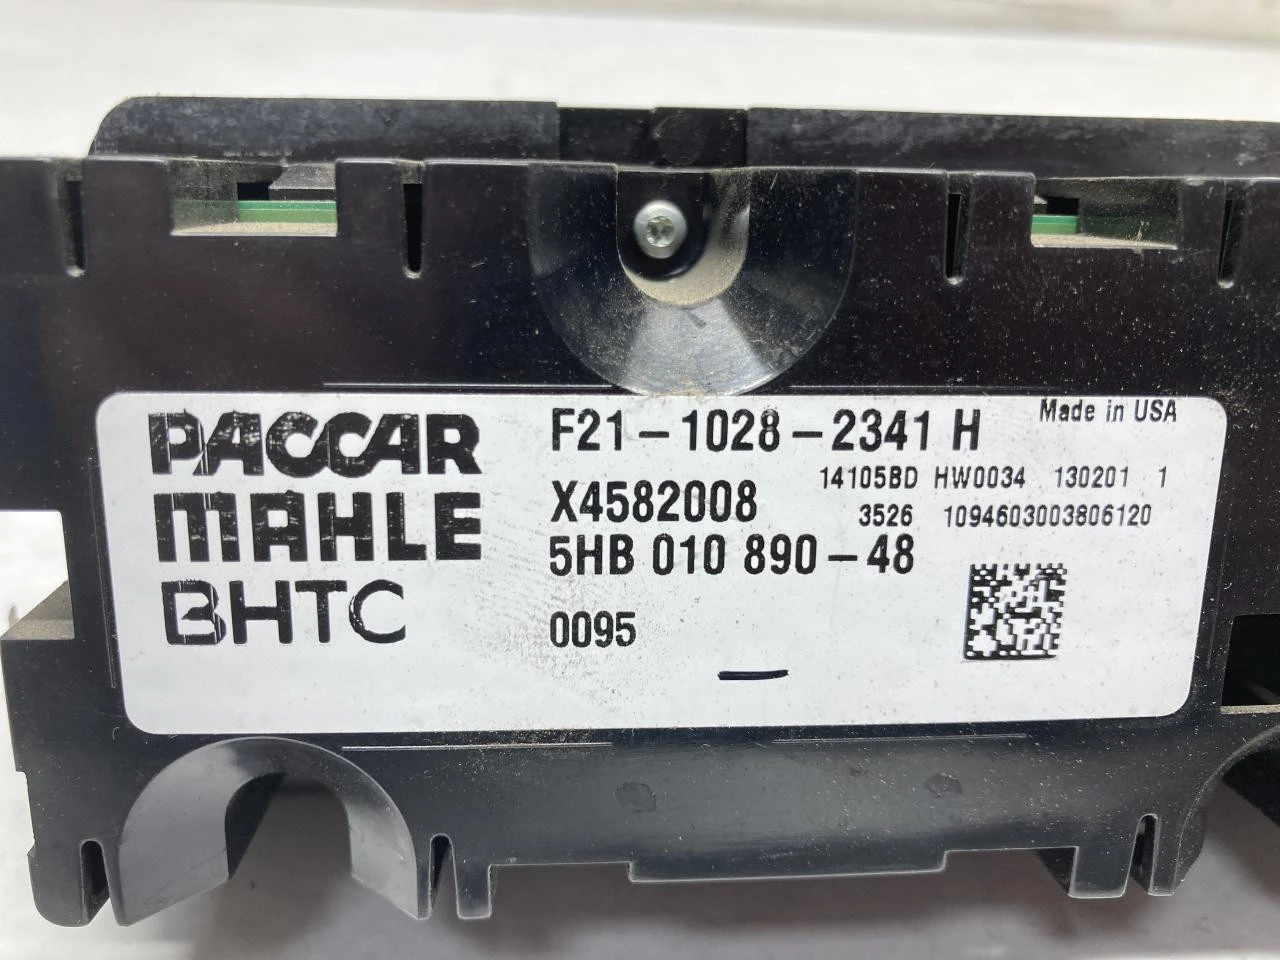 PACCAR
MAHLE
BHTC
F21-1028-2341 H
Made in USA
14105BD HW0034 130201 1
X4582008
3526 1094603003806120
5HB 010 890-48
0095